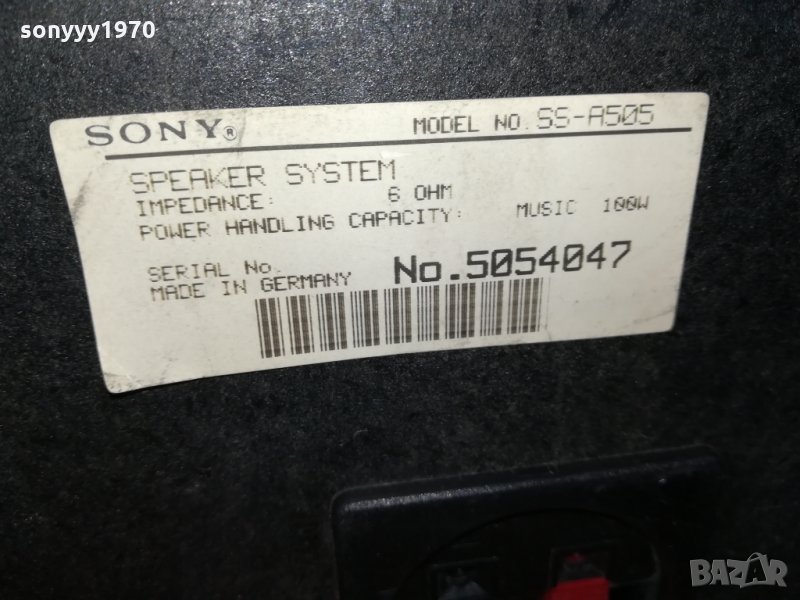 sonyyy1970
SONY® MODEL NO. SS-A505
SPEAKER SYSTEM
IMPEDANCE: 6 OHM
POWER HANDLING CAPACITY: MUSIC 100W
SERIAL No. No.5054047
MADE IN GERMANY
BAZAR